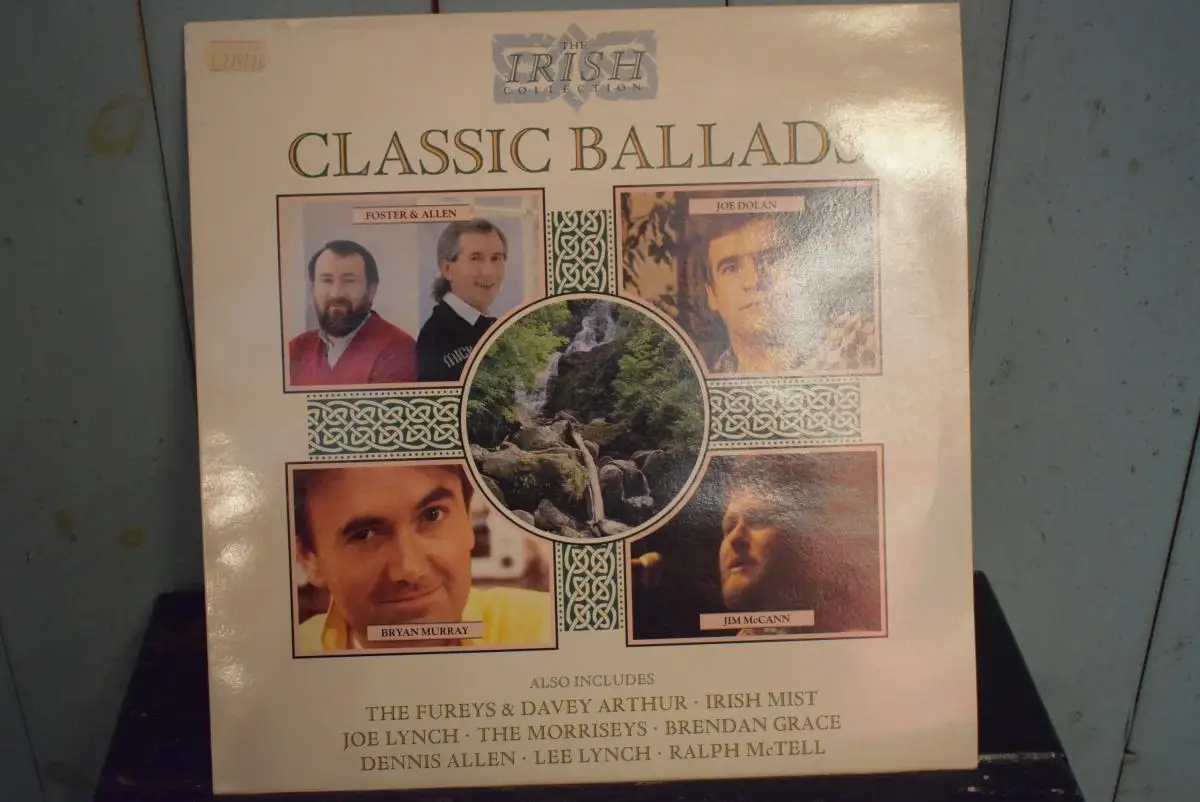 THE
IRISH
COLLECTION
CLASSIC BALLADS
FOSTER & ALLEN
JOE DOLAN
BRYAN MURRAY
JIM McCANN
ALSO INCLUDES
THE FUREYS & DAVEY ARTHUR · IRISH MIST
JOE LYNCH · THE MORRISEYS · BRENDAN GRACE
DENNIS ALLEN · LEE LYNCH · RALPH McTELL